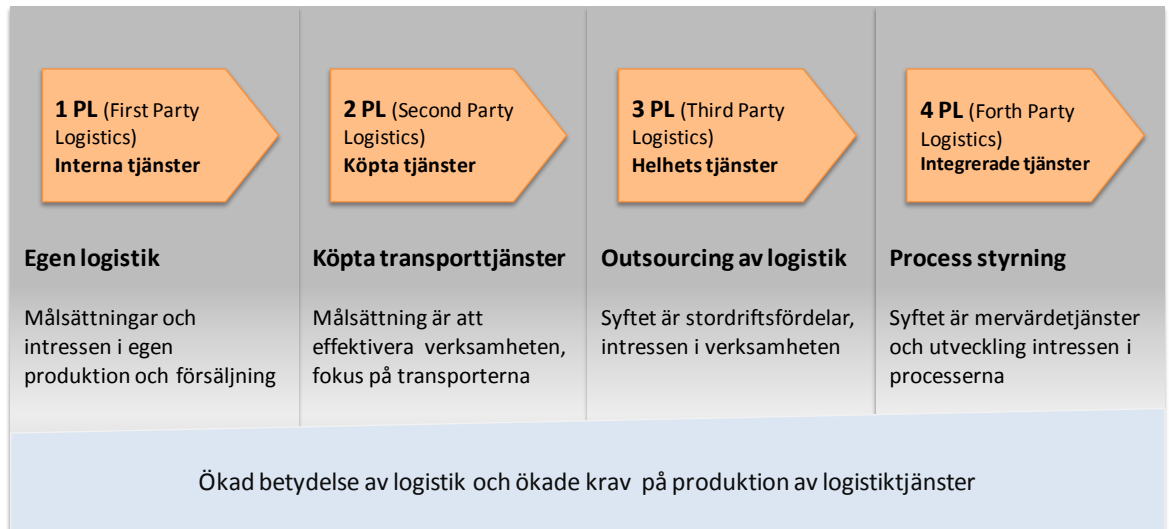 1 PL (First Party
Logistics)
Interna tjänster
2 PL (Second Party
Logistics)
Köpta tjänster
3 PL (Third Party
Logistics)
Helhets tjänster
4 PL (Forth Party
Logistics)
Integrerade tjänster
Egen logistik
Målsättningar och
intressen i egen
produktion och försäljning
Köpta transporttjänster
Målsättning är att
effektivera verksamheten,
fokus på transporterna
Outsourcing av logistik
Syftet är stordriftsfördelar,
intressen i verksamheten
Process styrning
Syftet är mervärdetjänster
och utveckling intressen i
processerna
Ökad betydelse av logistik och ökade krav på produktion av logistiktjänster